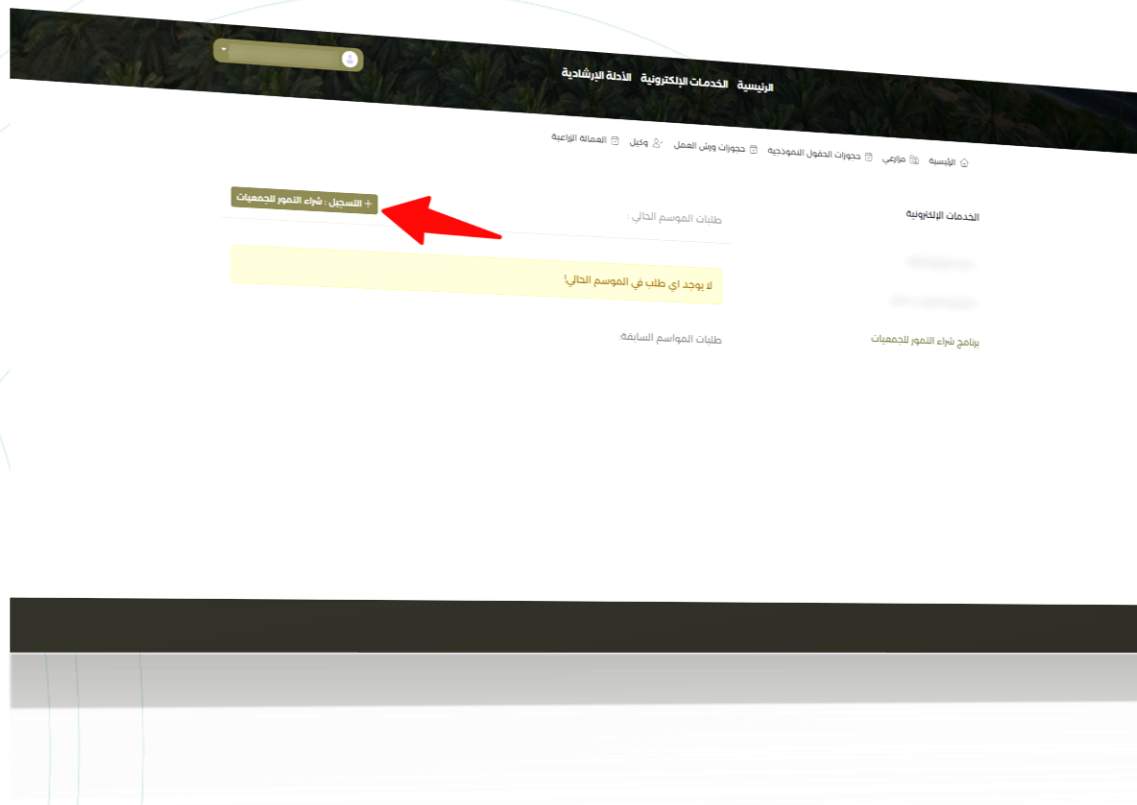 الرئيسية الخدمات الإلكترونية الأدلة الإرشادية
الرئيسية مزارعي حجوزات الحقول النموذجية حجوزات ورش العمل وكيل العمالة الزراعية
الخدمات الإلكترونية
طلبات الموسم الحالي :
+ التسجيل : شراء التمور للجمعيات
لا يوجد اي طلب في الموسم الحالي!
برنامج شراء التمور للجمعيات
طلبات المواسم السابقة: